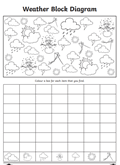 Weather Block Diagram
Colour a box for each item that you find.